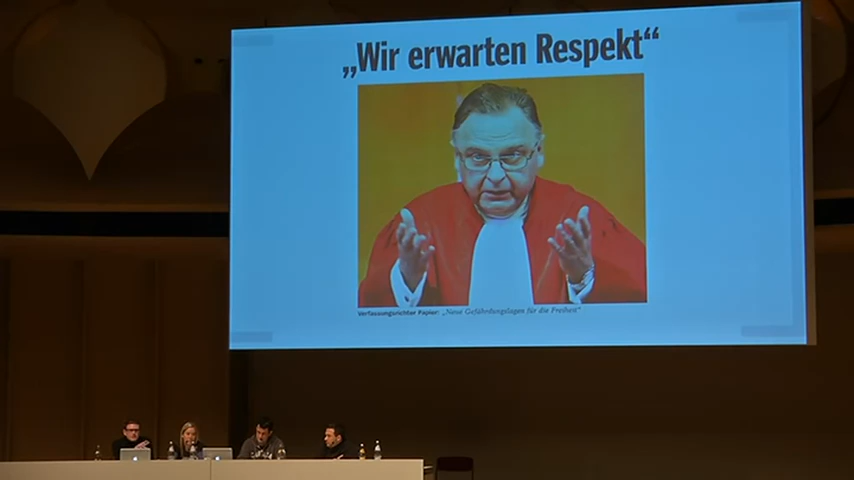 „Wir erwarten Respekt“
Verfassungsrichter Papier: „Neue Gefährdungslagen für die Freiheit“